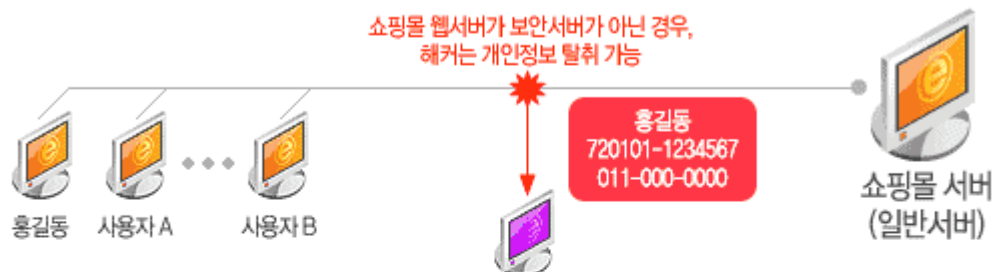 쇼핑몰 웹서버가 보안서버가 아닌 경우,
해커는 개인정보 탈취 가능
홍길동
720101-1234567
011-000-0000
홍길동
사용자 A
사용자 B
쇼핑몰 서버
(일반서버)